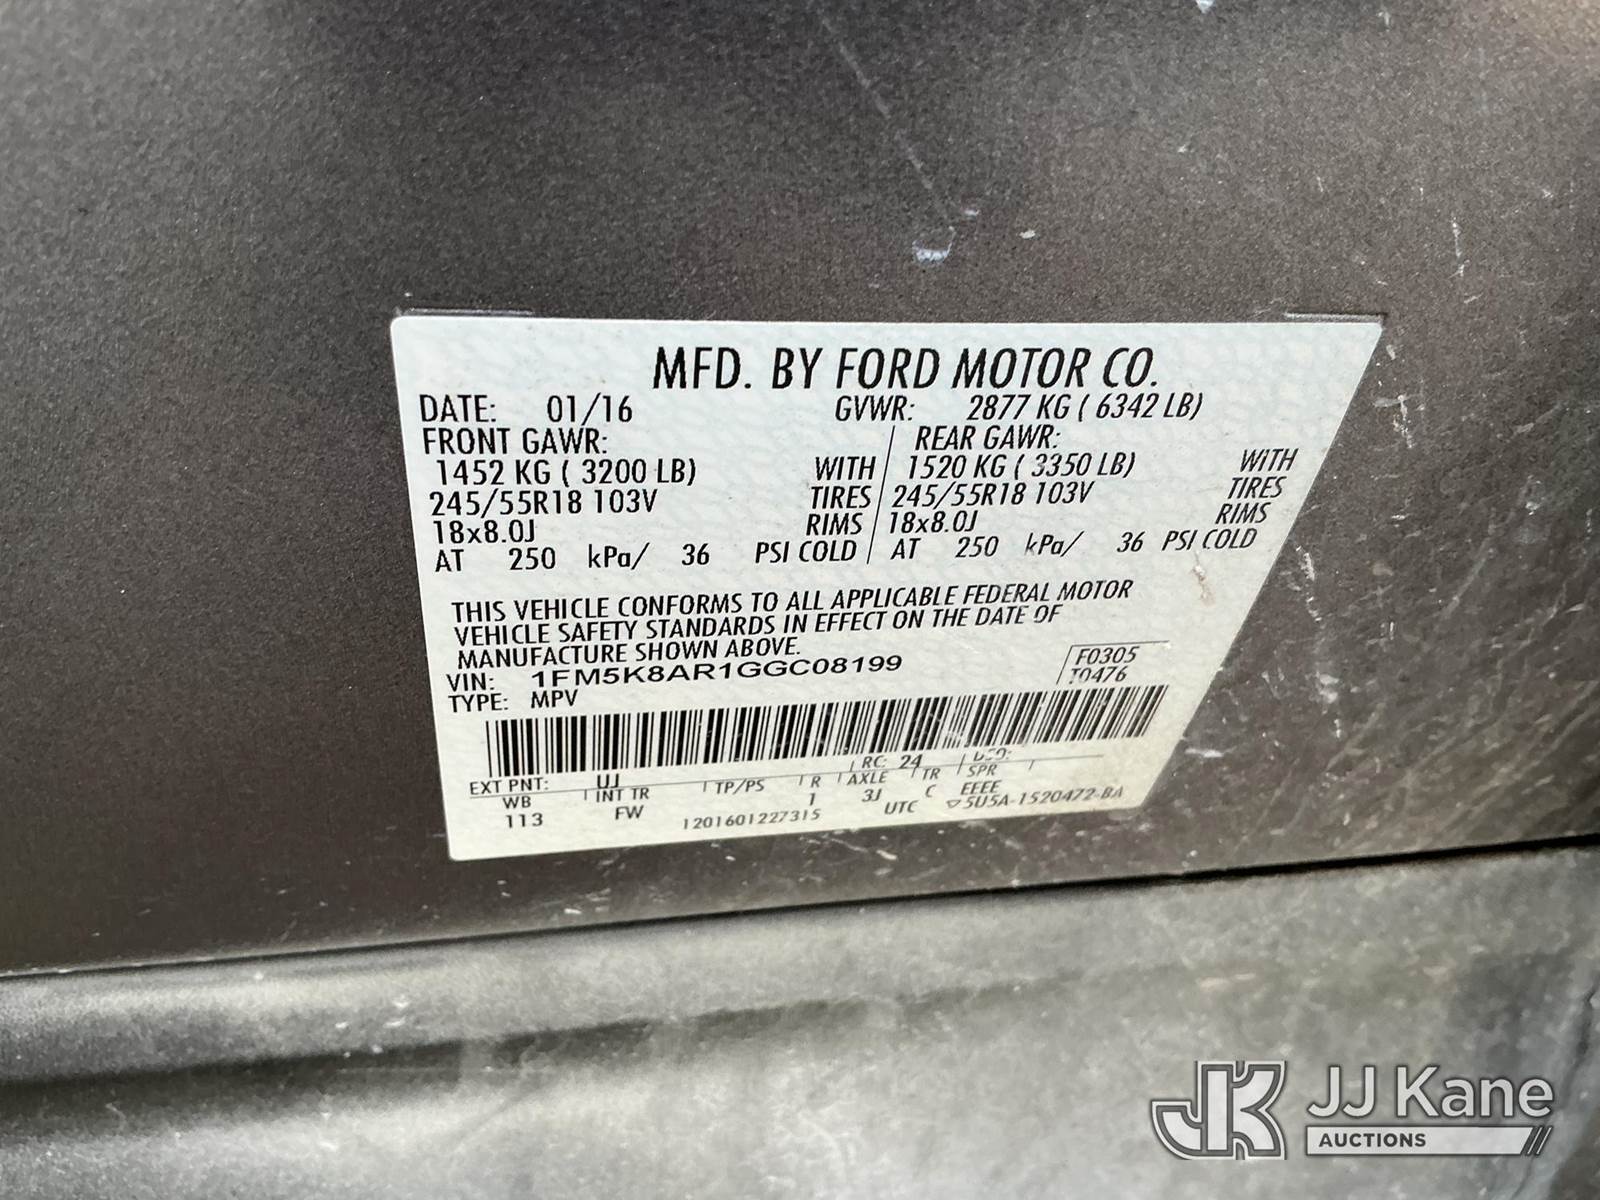 MFD. BY FORD MOTOR CO.
DATE: 01/16 GVWR: 2877 KG ( 6342 LB)
FRONT GAWR: REAR GAWR:
1452 KG ( 3200 LB) WITH 1520 KG ( 3350 LB) WITH
245/55R18 103V TIRES 245/55R18 103V TIRES
18x8.0J RIMS 18x8.0J RIMS
AT 250 kPa/ 36 PSI COLD AT 250 kPa/ 36 PSI COLD
THIS VEHICLE CONFORMS TO ALL APPLICABLE FEDERAL MOTOR
VEHICLE SAFETY STANDARDS IN EFFECT ON THE DATE OF
MANUFACTURE SHOWN ABOVE.
VIN: 1FM5K8AR1GGC08199 F0305
TYPE: MPV T0476
EXT PNT: UJ RC: 24 DSO:
WB INT TR TP/PS R AXLE TR SPR
113 FW 1 3J C EEEE
1201601227315 UTC 5U5A-1520472-BA
JK JJ Kane
AUCTIONS